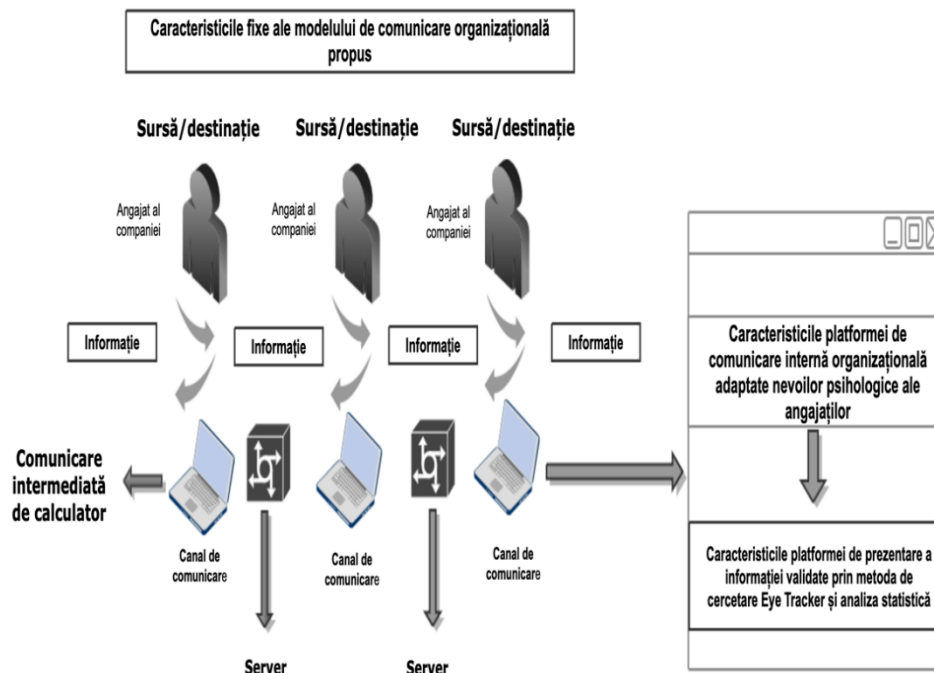 Caracteristicile fixe ale modelului de comunicare organizațională
propus
Sursă/destinație
Sursă/destinație
Sursă/destinație
Angajat al
companiei
Angajat al
companiei
Angajat al
companiei
Informație
Informație
Informație
Informație
Comunicare
intermediată
de calculator
Canal de
comunicare
Canal de
comunicare
Canal de
comunicare
Server
Server
Caracteristicile platformei de
comunicare internă organizațională
adaptate nevoilor psihologice ale
angajaților
Caracteristicile platformei de prezentare a
informației validate prin metoda de
cercetare Eye Tracker și analiza statistică